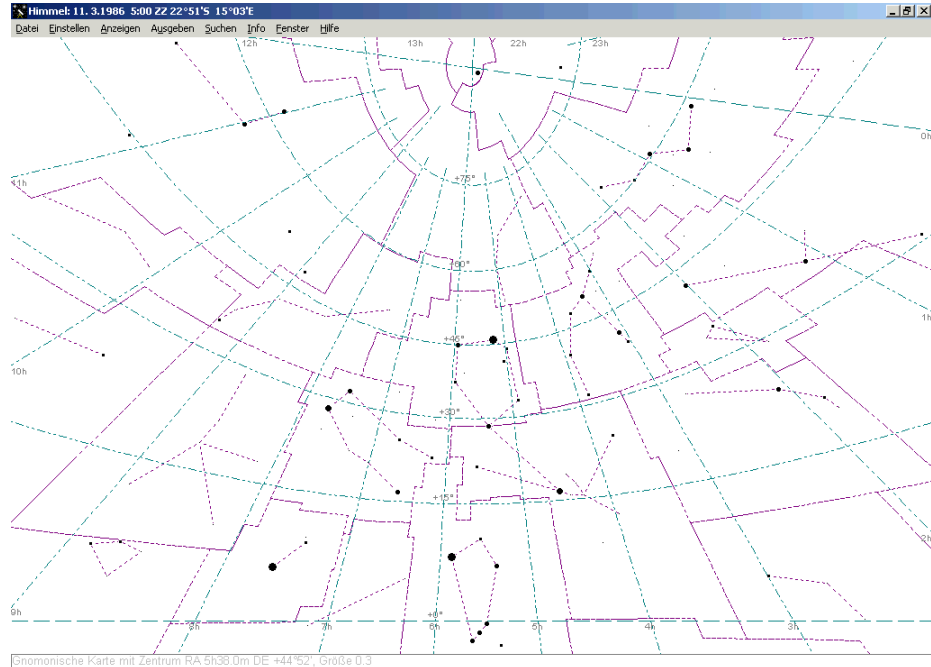 Himmel: 11. 3.1986 5:00 ZZ 22°51'S 15°03'E
Datei Einstellen Anzeigen Ausgeben Suchen Info Fenster Hilfe
12h 13h 22h 23h
0h
+75°
11h
+60°
1h
+45°
10h
+30°
+15°
2h
9h +0°
8h 7h 6h 5h 4h 3h
Gnomonische Karte mit Zentrum RA 5h38.0m DE +44°52', Größe 0.3